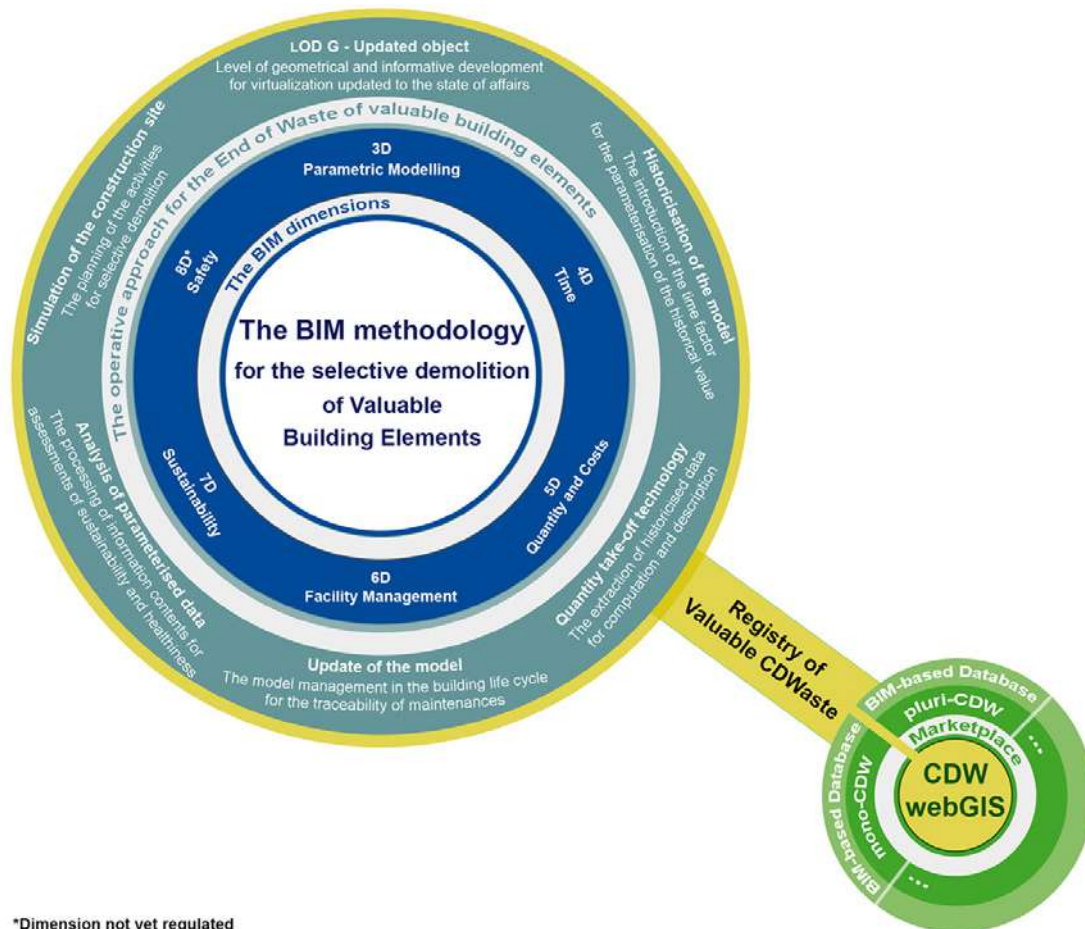 LOD G - Updated object
Level of geometrical and informative development
for virtualization updated to the state of affairs
Historicisation of the model
The introduction of the time factor
for the parameterisation of the historical value
Quantity take-off technology
The extraction of historicised data
for computation and description
Update of the model
The model management in the building life cycle
for the traceability of maintenances
Analysis of parameterised data
The processing of information contents for
assessments of sustainability and healthiness
Simulation of the construction site
The planning of the activities
for selective demolition
The operative approach for the End of Waste of valuable building elements
3D
Parametric Modelling
4D
Time
5D
Quantity and Costs
6D
Facility Management
7D
Sustainability
8D*
Safety
The BIM dimensions
The BIM methodology
for the selective demolition
of Valuable
Building Elements
Registry of
Valuable CDWaste
BIM-based Database
pluri-CDW
...
BIM-based Database
mono-CDW
...
Marketplace
CDW
webGIS
*Dimension not yet regulated